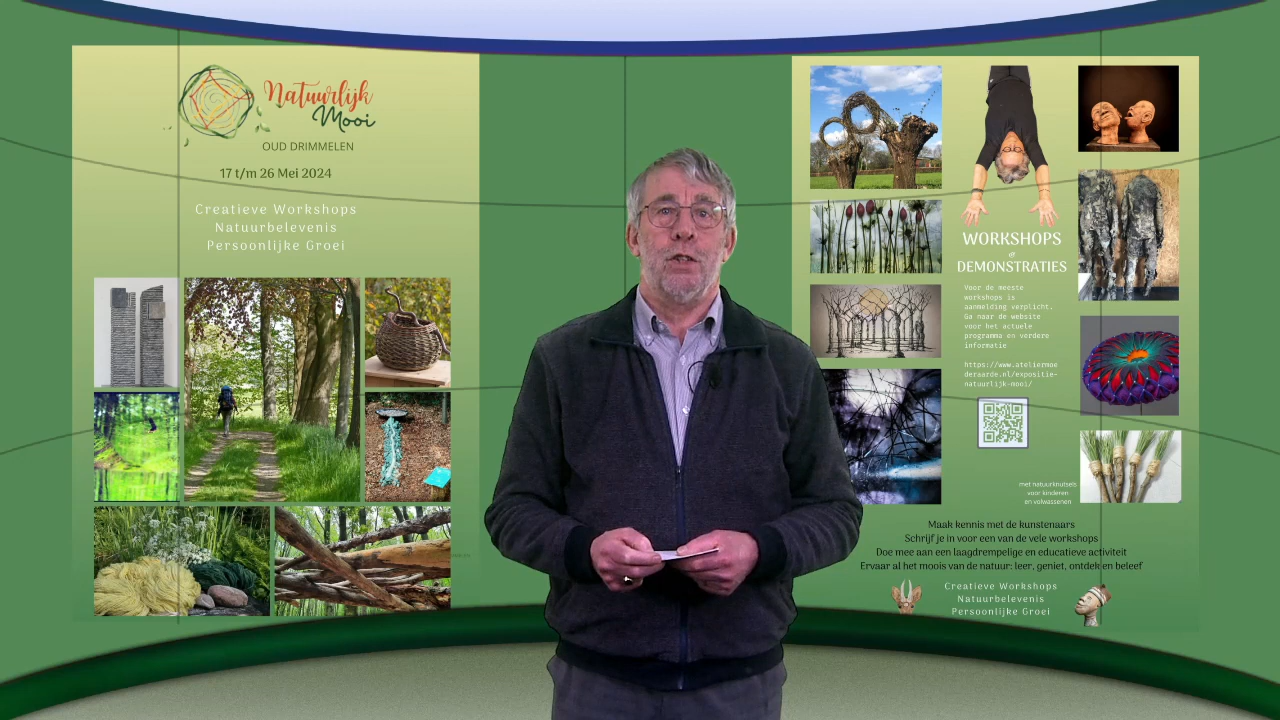 Natuurlijk
Mooi
OUD DRIMMELEN
17 t/m 26 Mei 2024
Creatieve Workshops
Natuurbelevenis
Persoonlijke Groei
WORKSHOPS
&
DEMONSTRATIES
Voor de meeste
workshops is
aanmelding verplicht.
Ga naar de website
voor het actuele
programma en verdere
informatie
https://www.ateliermoe
deraarde.nl/expositie-
natuurlijk-mooi/
met natuurknutsels
voor kinderen
en volwassenen
Maak kennis met de kunstenaars
Schrijf je in voor een van de vele workshops
Doe mee aan een laagdrempelige en educatieve activiteit
Ervaar al het moois van de natuur: leer, geniet, ontdek en beleef
Creatieve Workshops
Natuurbelevenis
Persoonlijke Groei